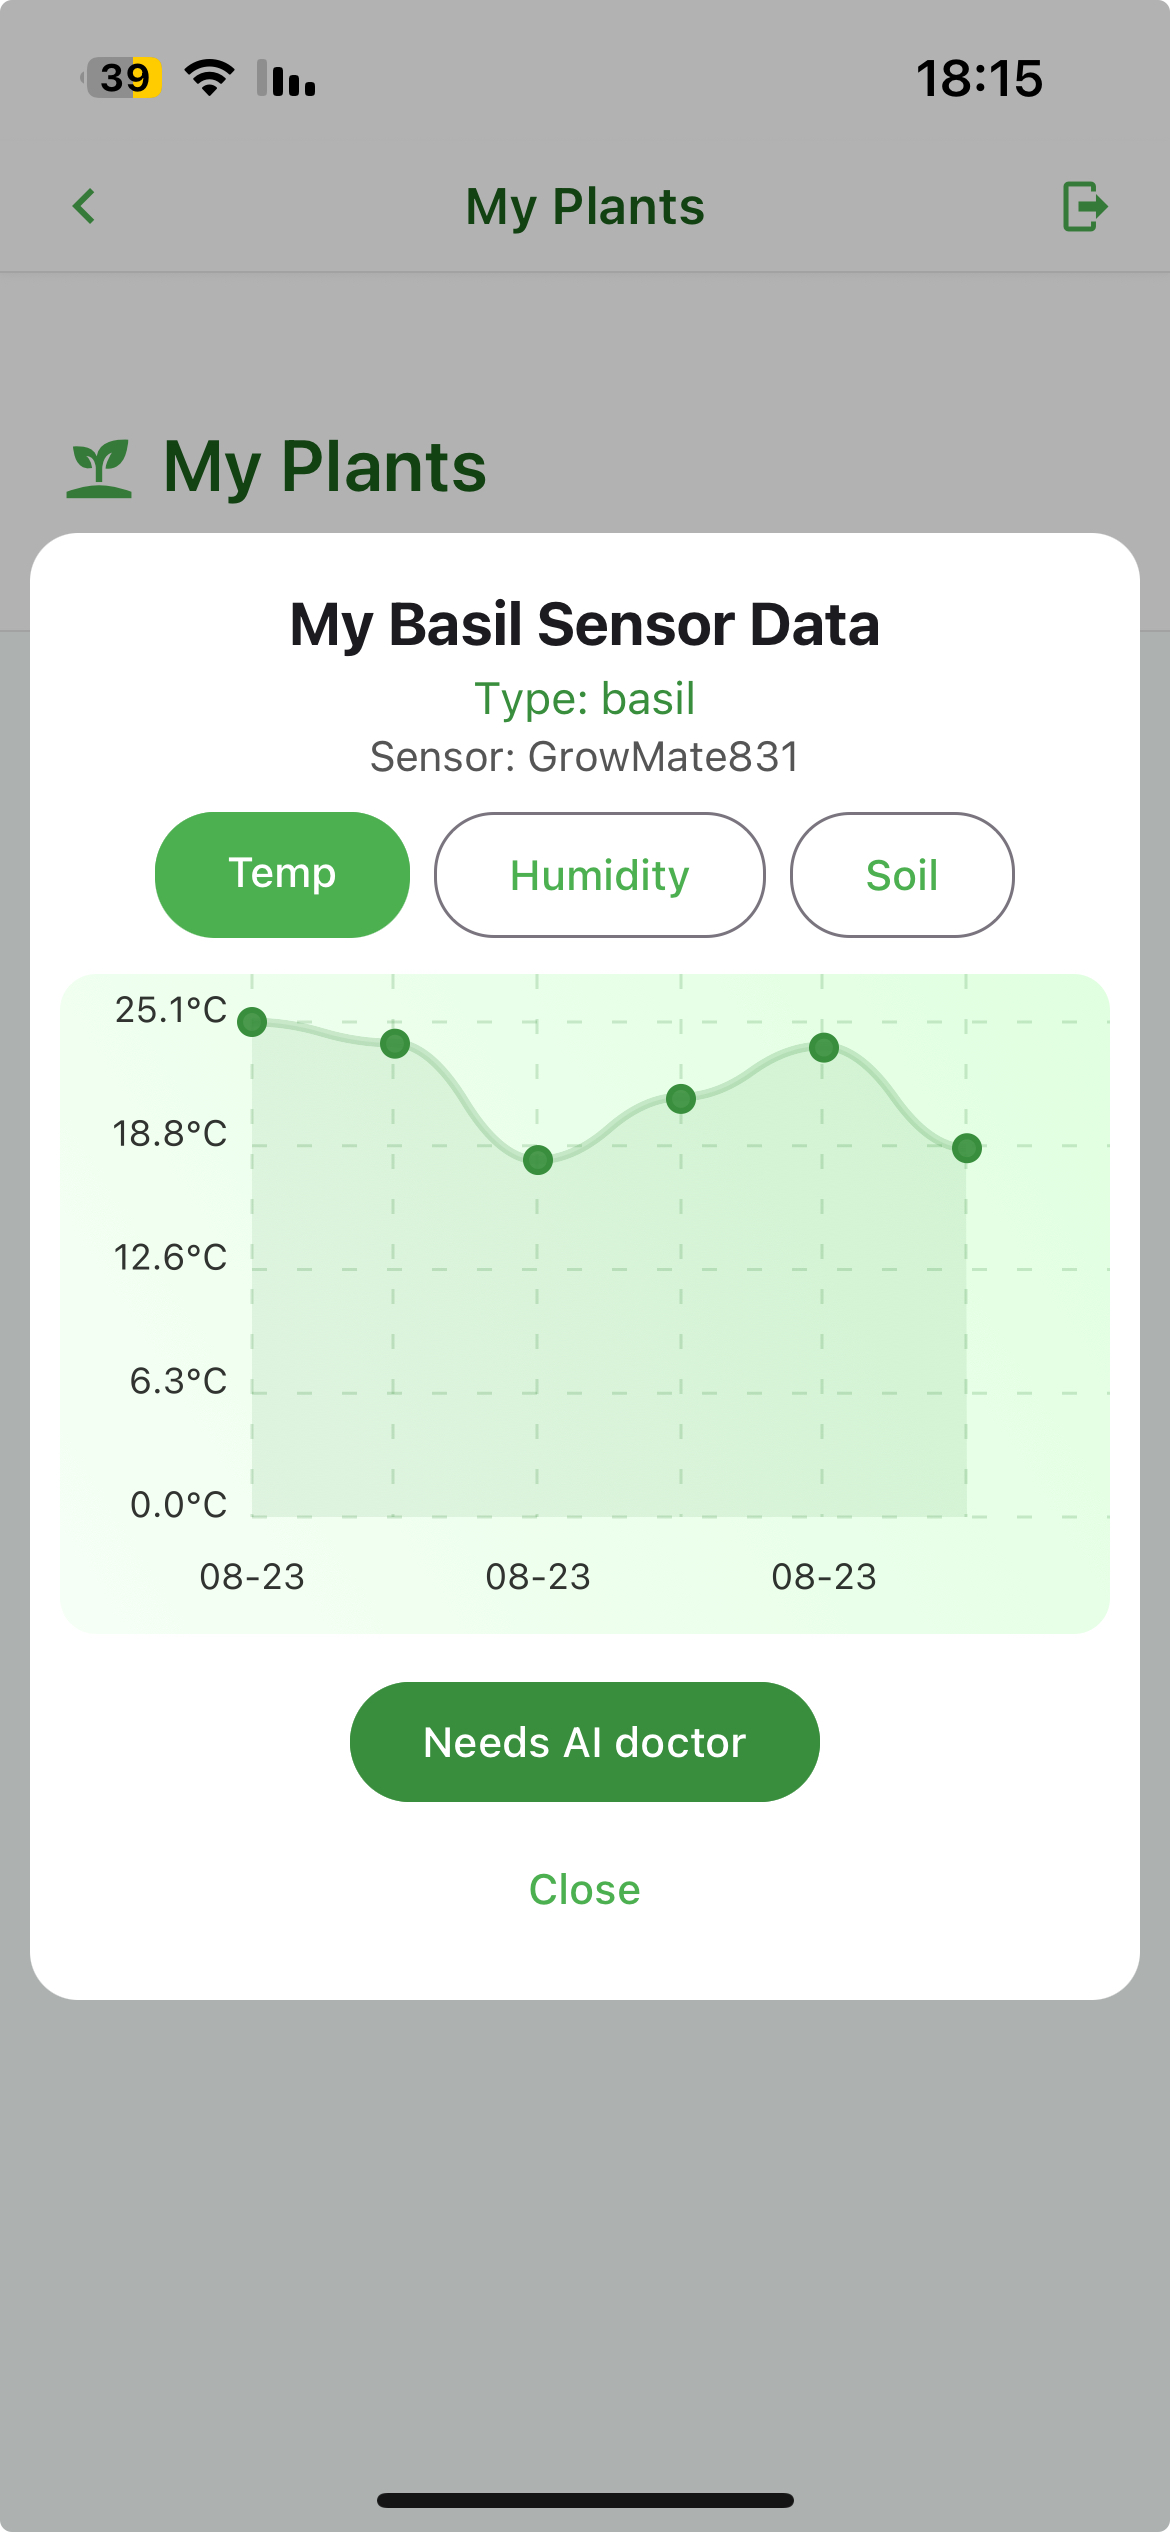 39
18:15
My Plants
My Plants
My Basil Sensor Data
Type: basil
Sensor: GrowMate831
Temp
Humidity
Soil
25.1°C
18.8°C
12.6°C
6.3°C
0.0°C
08-23 08-23 08-23
Needs AI doctor
Close